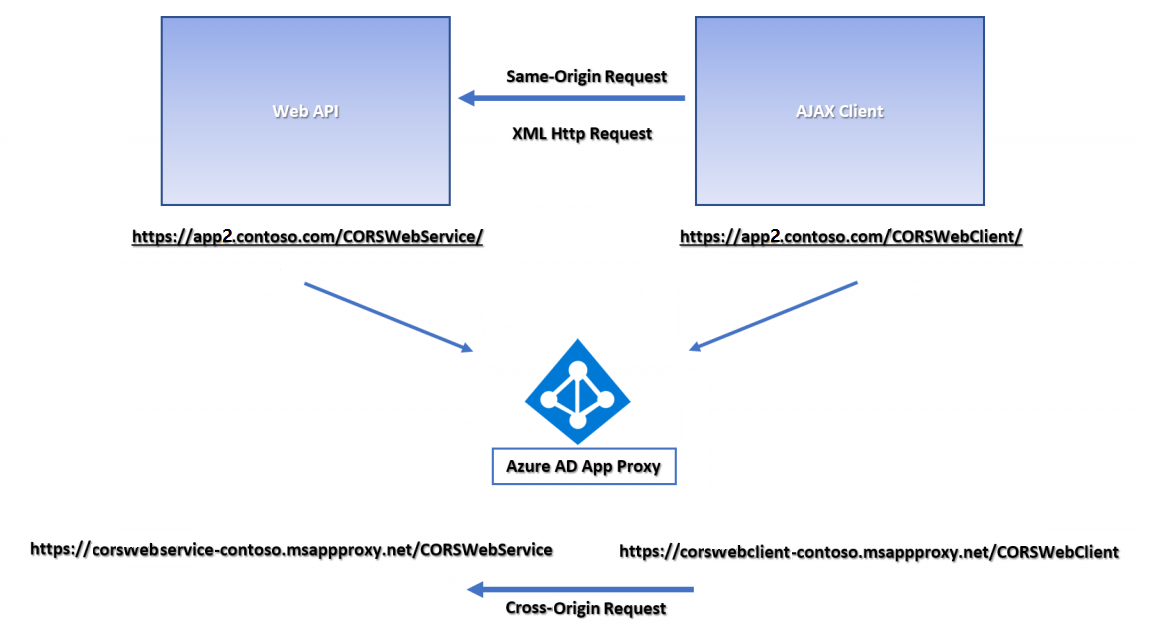 Same-Origin Request
Web API
AJAX Client
XML Http Request
https://app2.contoso.com/CORSWebService/
https://app2.contoso.com/CORSWebClient/
Azure AD App Proxy
https://corswebservice-contoso.msappproxy.net/CORSWebService
https://corswebclient-contoso.msappproxy.net/CORSWebClient
Cross-Origin Request